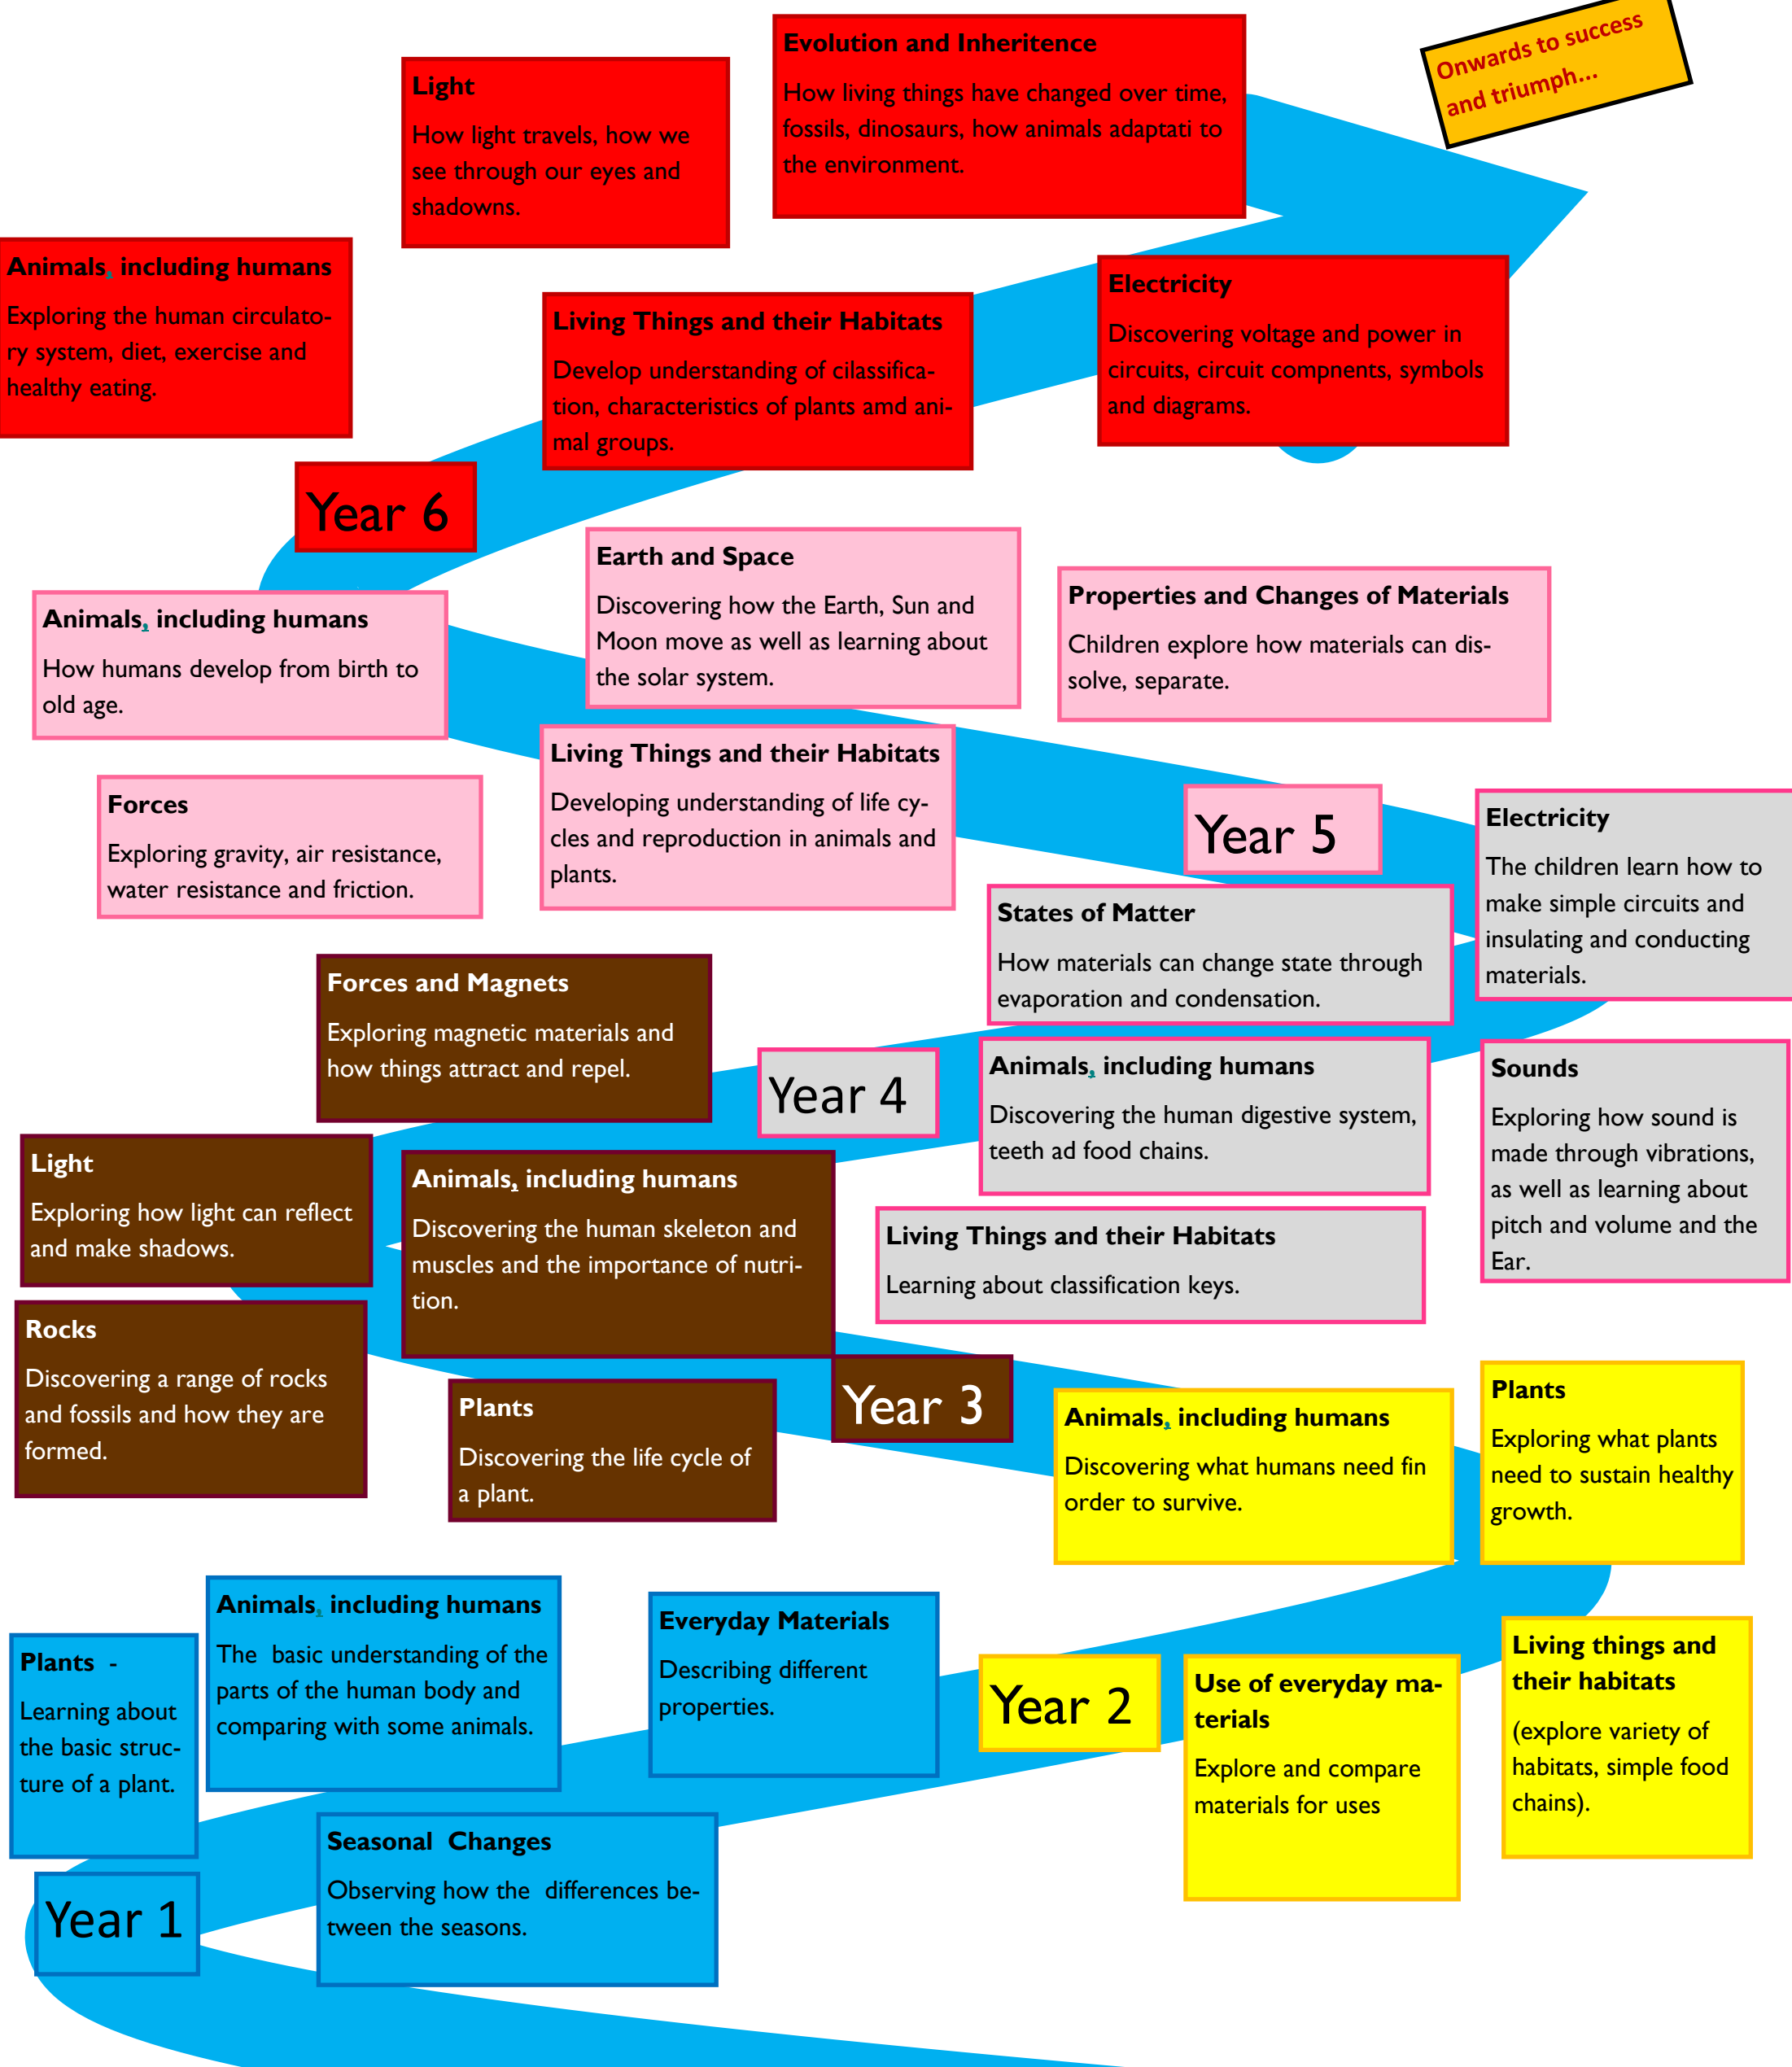 Onwards to success
and triumph...
Evolution and Inheritence
How living things have changed over time,
fossils, dinosaurs, how animals adaptati to
the environment.
Light
How light travels, how we
see through our eyes and
shadowns.
Animals, including humans
Exploring the human circulato-
ry system, diet, exercise and
healthy eating.
Living Things and their Habitats
Develop understanding of cilassifica-
tion, characteristics of plants amd ani-
mal groups.
Electricity
Discovering voltage and power in
circuits, circuit compnents, symbols
and diagrams.
Year 6
Earth and Space
Discovering how the Earth, Sun and
Moon move as well as learning about
the solar system.
Properties and Changes of Materials
Children explore how materials can dis-
solve, separate.
Animals, including humans
How humans develop from birth to
old age.
Living Things and their Habitats
Developing understanding of life cy-
cles and reproduction in animals and
plants.
Forces
Exploring gravity, air resistance,
water resistance and friction.
Year 5
Electricity
The children learn how to
make simple circuits and
insulating and conducting
materials.
States of Matter
How materials can change state through
evaporation and condensation.
Forces and Magnets
Exploring magnetic materials and
how things attract and repel.
Year 4
Animals, including humans
Discovering the human digestive system,
teeth ad food chains.
Sounds
Exploring how sound is
made through vibrations,
as well as learning about
pitch and volume and the
Ear.
Light
Exploring how light can reflect
and make shadows.
Animals, including humans
Discovering the human skeleton and
muscles and the importance of nutri-
tion.
Living Things and their Habitats
Learning about classification keys.
Rocks
Discovering a range of rocks
and fossils and how they are
formed.
Plants
Discovering the life cycle of
a plant.
Year 3
Animals, including humans
Discovering what humans need fin
order to survive.
Plants
Exploring what plants
need to sustain healthy
growth.
Animals, including humans
The  basic understanding of the
parts of the human body and
comparing with some animals.
Everyday Materials
Describing different
properties.
Plants  -
Learning about
the basic struc-
ture of a plant.
Year 2
Use of everyday ma-
terials
Explore and compare
materials for uses
Living things and
their habitats
(explore variety of
habitats, simple food
chains).
Seasonal  Changes
Observing how the  differences be-
tween the seasons.
Year 1